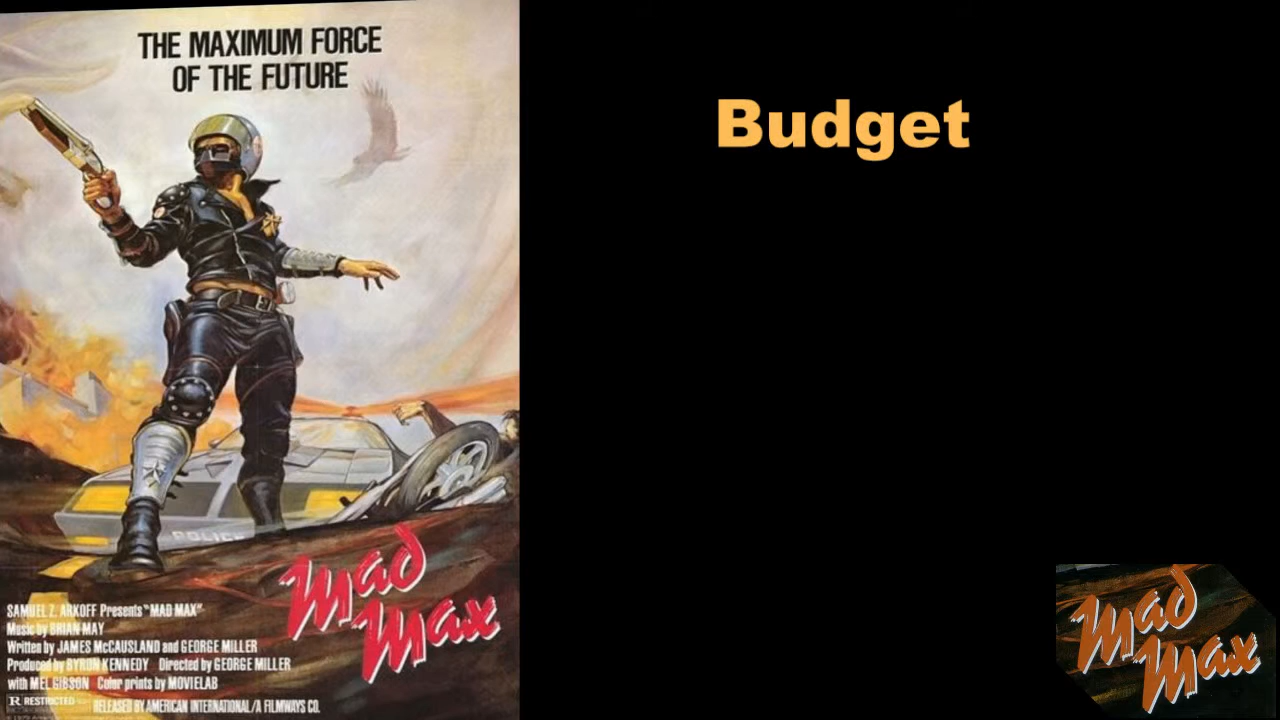 THE MAXIMUM FORCE
OF THE FUTURE
Budget
POLICE
Mad
Max
SAMUEL Z. ARKOFF Presents "MAD MAX"
Music by BRIAN MAY
Written by JAMES McCAUSLAND and GEORGE MILLER
Produced by BYRON KENNEDY Directed by GEORGE MILLER
with MEL GIBSON Color prints by MOVIELAB
R RESTRICTED
RELEASED BY AMERICAN INTERNATIONAL/A FILMWAYS CO.
Mad
Max